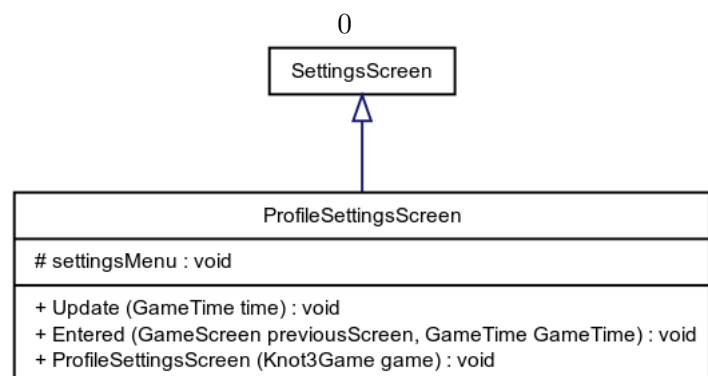 0
SettingsScreen
ProfileSettingsScreen
# settingsMenu : void
+ Update (GameTime time) : void
+ Entered (GameScreen previousScreen, GameTime GameTime) : void
+ ProfileSettingsScreen (Knot3Game game) : void